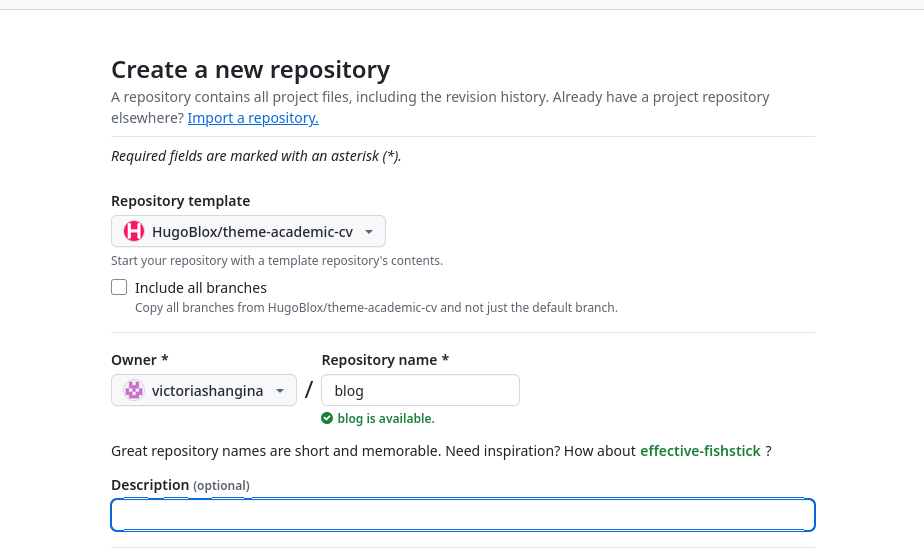 Create a new repository
A repository contains all project files, including the revision history. Already have a project repository
elsewhere? Import a repository.
Required fields are marked with an asterisk (*).
Repository template
HugoBlox/theme-academic-cv
Start your repository with a template repository's contents.
Include all branches
Copy all branches from HugoBlox/theme-academic-cv and not just the default branch.
Owner * Repository name *
victoriashangina / blog
blog is available.
Great repository names are short and memorable. Need inspiration? How about effective-fishstick ?
Description (optional)